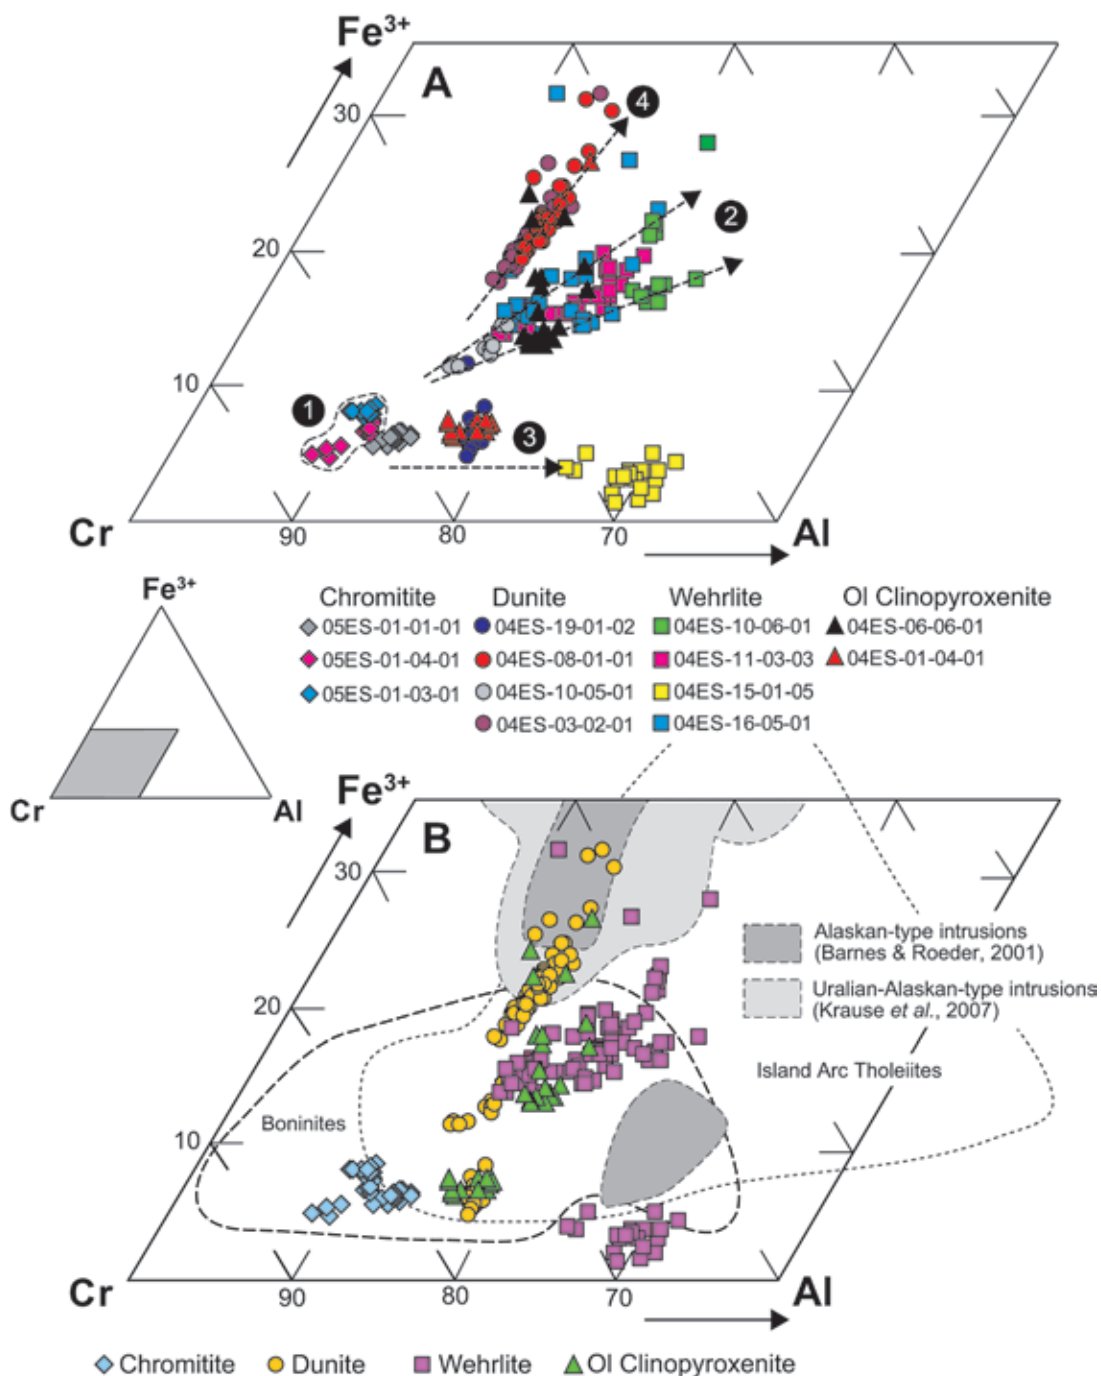 Fe³⁺
A
30
20
10
4
2
1
3
Cr
90
80
70
Al
Fe³⁺
Cr
Al
Chromitite
05ES-01-01-01
05ES-01-04-01
05ES-01-03-01
Dunite
04ES-19-01-02
04ES-08-01-01
04ES-10-05-01
04ES-03-02-01
Wehrlite
04ES-10-06-01
04ES-11-03-03
04ES-15-01-05
04ES-16-05-01
Ol Clinopyroxenite
04ES-06-06-01
04ES-01-04-01
Fe³⁺
B
30
20
10
Alaskan-type intrusions
(Barnes & Roeder, 2001)
Uralian-Alaskan-type intrusions
(Krause et al., 2007)
Island Arc Tholeiites
Boninites
Cr
90
80
70
Al
Chromitite Dunite Wehrlite Ol Clinopyroxenite